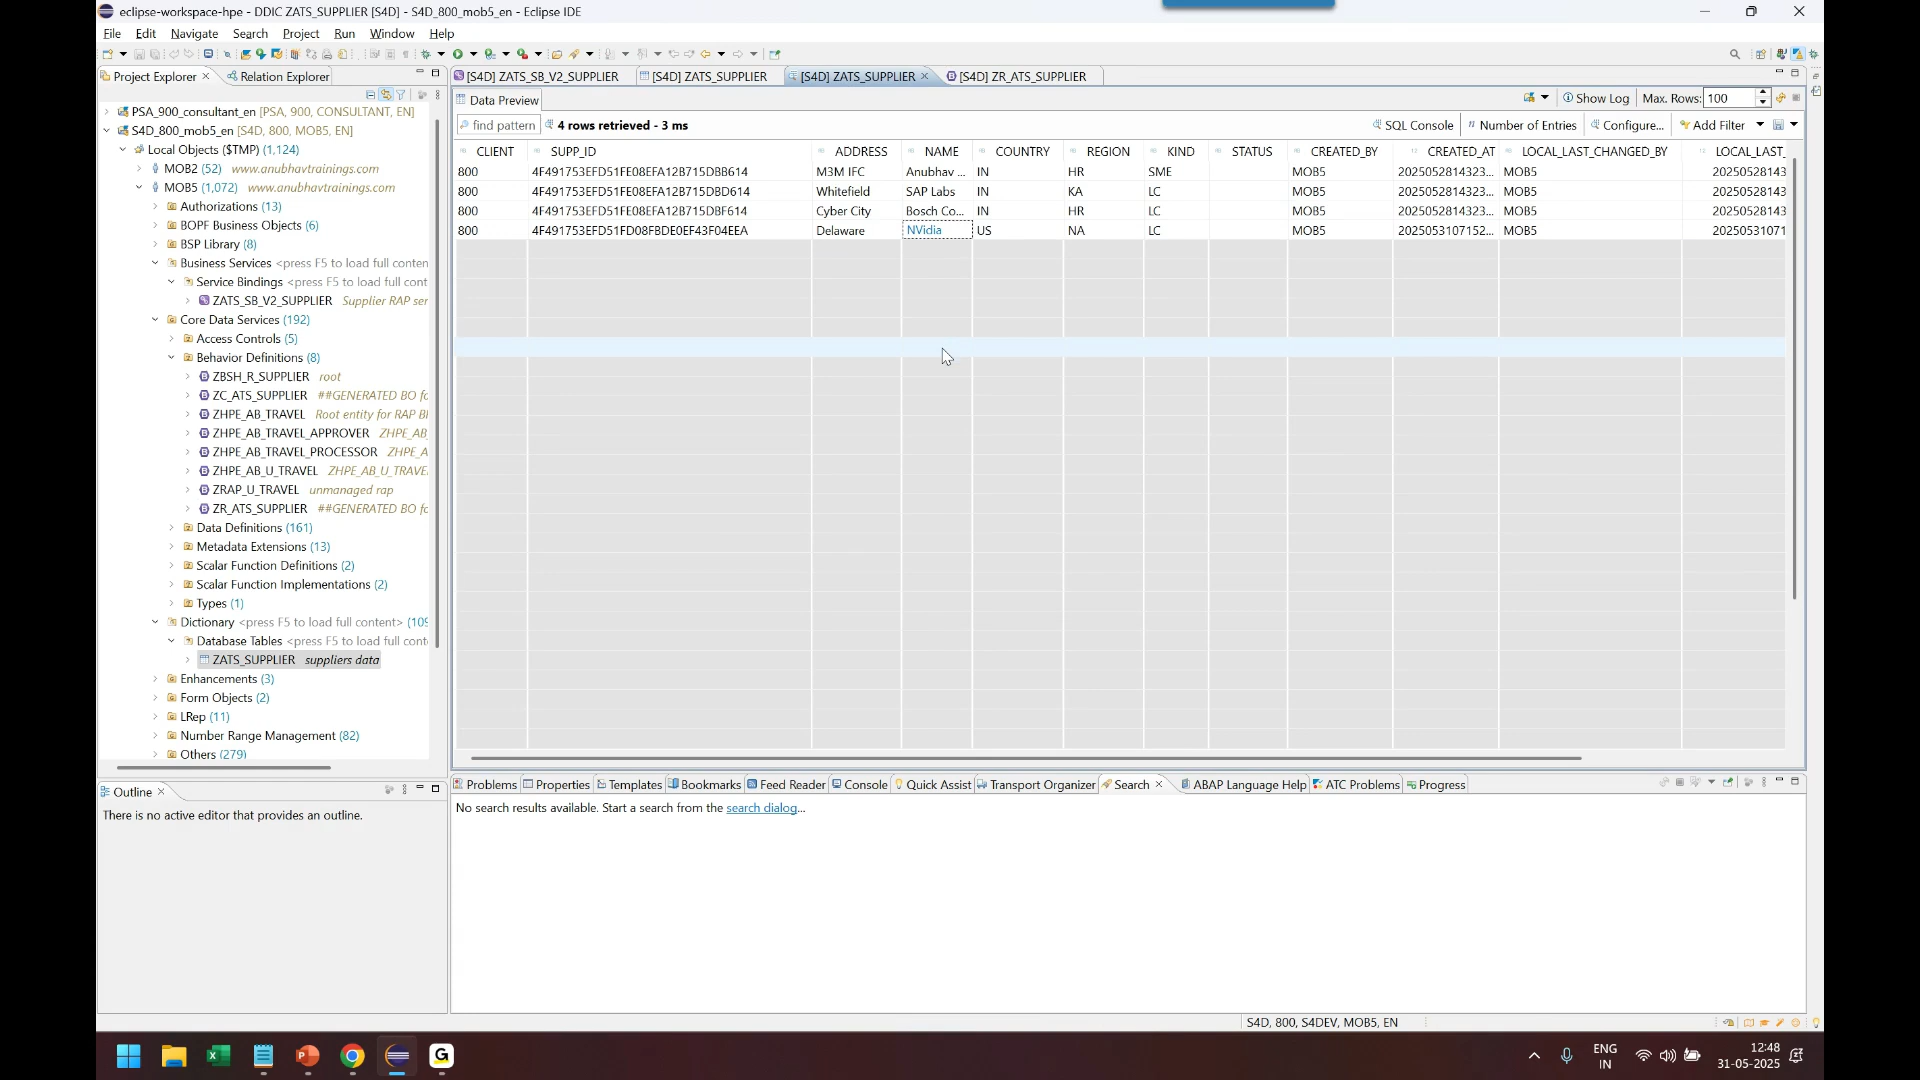 eclipse-workspace-hpe - DDIC ZATS_SUPPLIER [S4D] - S4D_800_mob5_en - Eclipse IDE
File Edit Navigate Search Project Run Window Help
Project Explorer Relation Explorer
[S4D] ZATS_SB_V2_SUPPLIER [S4D] ZATS_SUPPLIER [S4D] ZATS_SUPPLIER [S4D] ZR_ATS_SUPPLIER
Data Preview Show Log Max. Rows: 100
find pattern 4 rows retrieved - 3 ms SQL Console Number of Entries Configure... Add Filter
CLIENT SUPP_ID ADDRESS NAME COUNTRY REGION KIND STATUS CREATED_BY CREATED_AT LOCAL_LAST_CHANGED_BY LOCAL_LAST_
800 4F491753EFD51FE08EFA12B715DBB614 M3M IFC Anubhav ... IN HR SME MOB5 2025052814323... MOB5 20250528143
800 4F491753EFD51FE08EFA12B715DBD614 Whitefield SAP Labs IN KA LC MOB5 2025052814323... MOB5 20250528143
800 4F491753EFD51FE08EFA12B715DBF614 Cyber City Bosch Co... IN HR LC MOB5 2025052814323... MOB5 20250528143
800 4F491753EFD51FD08FBDE0EF43F04EEA Delaware NVidia US NA LC MOB5 2025053107152... MOB5 20250531071
PSA_900_consultant_en [PSA, 900, CONSULTANT, EN]
S4D_800_mob5_en [S4D, 800, MOB5, EN]
Local Objects ($TMP) (1,124)
MOB2 (52) www.anubhavtrainings.com
MOB5 (1,072) www.anubhavtrainings.com
Authorizations (13)
BOPF Business Objects (6)
BSP Library (8)
Business Services <press F5 to load full conten
Service Bindings <press F5 to load full cont
ZATS_SB_V2_SUPPLIER Supplier RAP ser
Core Data Services (192)
Access Controls (5)
Behavior Definitions (8)
ZBSH_R_SUPPLIER root
ZC_ATS_SUPPLIER ##GENERATED BO fo
ZHPE_AB_TRAVEL Root entity for RAP B
ZHPE_AB_TRAVEL_APPROVER ZHPE_AB_
ZHPE_AB_TRAVEL_PROCESSOR ZHPE_A
ZHPE_AB_U_TRAVEL ZHPE_AB_U_TRAVE
ZRAP_U_TRAVEL unmanaged rap
ZR_ATS_SUPPLIER ##GENERATED BO fo
Data Definitions (161)
Metadata Extensions (13)
Scalar Function Definitions (2)
Scalar Function Implementations (2)
Types (1)
Dictionary <press F5 to load full content> (109
Database Tables <press F5 to load full cont
ZATS_SUPPLIER suppliers data
Enhancements (3)
Form Objects (2)
LRep (11)
Number Range Management (82)
Others (279)
Outline
There is no active editor that provides an outline.
Problems Properties Templates Bookmarks Feed Reader Console Quick Assist Transport Organizer Search ABAP Language Help ATC Problems Progress
No search results available. Start a search from the search dialog...
S4D, 800, S4DEV, MOB5, EN
ENG
IN
12:48
31-05-2025